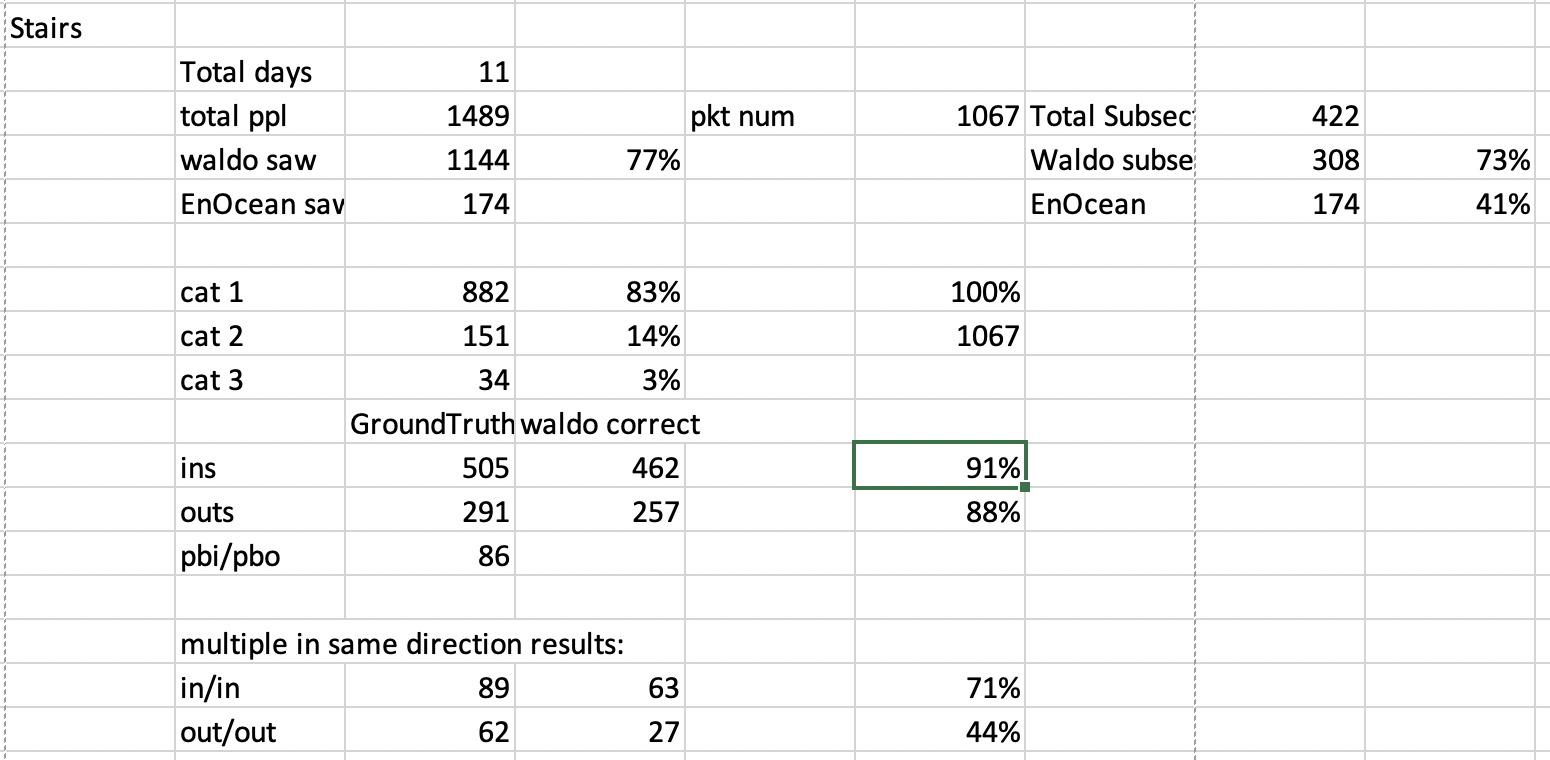 Stairs
Total days 11
total ppl 1489 pkt num 1067 Total Subsec 422
waldo saw 1144 77% Waldo subse 308 73%
EnOcean sav 174 EnOcean 174 41%
cat 1 882 83% 100%
cat 2 151 14% 1067
cat 3 34 3%
GroundTruth waldo correct
ins 505 462 91%
outs 291 257 88%
pbi/pbo 86
multiple in same direction results:
in/in 89 63 71%
out/out 62 27 44%